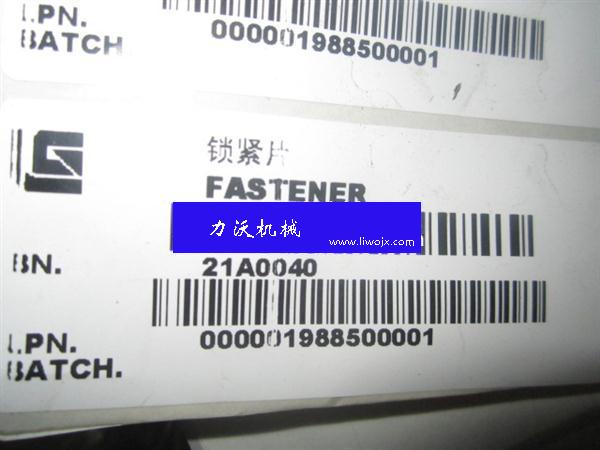 .PN.
BATCH
000001988500001
锁紧片
FASTENER
力沃机械
www.liwojx.com
BN.
21A0040
.PN.
BATCH.
000001988500001